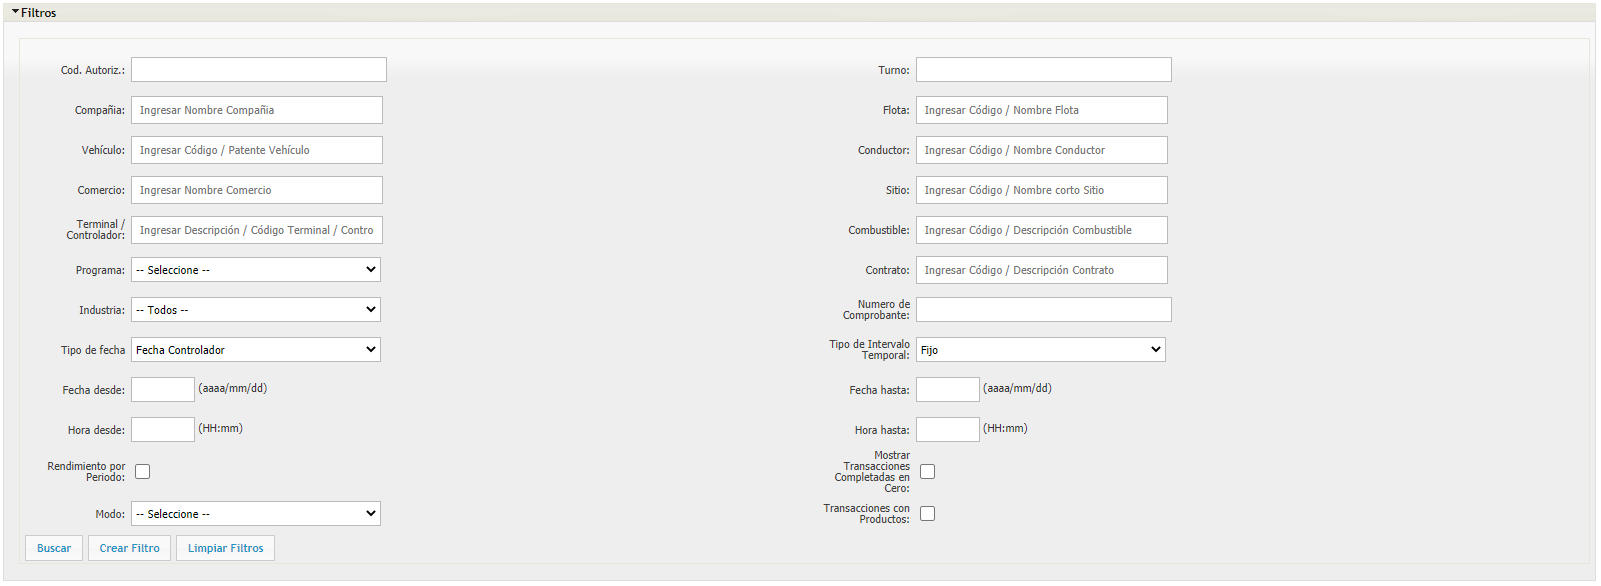 Filtros
Cod. Autoriz.:
Turno:
Compañia: Ingresar Nombre Compañia
Flota: Ingresar Código / Nombre Flota
Vehículo: Ingresar Código / Patente Vehículo
Conductor: Ingresar Código / Nombre Conductor
Comercio: Ingresar Nombre Comercio
Sitio: Ingresar Código / Nombre corto Sitio
Terminal /
Controlador: Ingresar Descripción / Código Terminal / Contro
Combustible: Ingresar Código / Descripción Combustible
Programa: -- Seleccione --
Contrato: Ingresar Código / Descripción Contrato
Industria: -- Todos --
Numero de
Comprobante:
Tipo de fecha Fecha Controlador
Tipo de Intervalo
Temporal: Fijo
Fecha desde: (aaaa/mm/dd)
Fecha hasta: (aaaa/mm/dd)
Hora desde: (HH:mm)
Hora hasta: (HH:mm)
Rendimiento por
Periodo:
Mostrar
Transacciones
Completadas en
Cero:
Modo: -- Seleccione --
Transacciones con
Productos:
Buscar Crear Filtro Limpiar Filtros